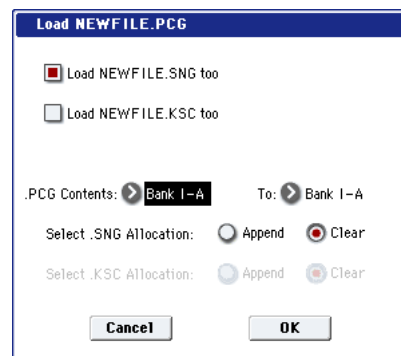 Load NEWFILE.PCG
Load NEWFILE.SNG too
Load NEWFILE.KSC too
.PCG Contents: Bank I-A To: Bank I-A
Select .SNG Allocation: Append Clear
Select .KSC Allocation: Append Clear
Cancel OK